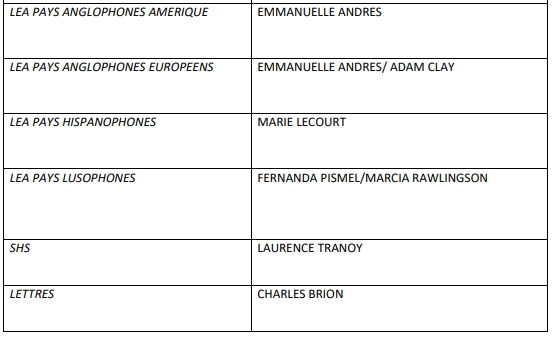 LEA PAYS ANGLOPHONES AMERIQUE EMMANUELLE ANDRES
LEA PAYS ANGLOPHONES EUROPEENS EMMANUELLE ANDRES/ ADAM CLAY
LEA PAYS HISPANOPHONES MARIE LECOURT
LEA PAYS LUSOPHONES FERNANDA PISMEL/MARCIA RAWLINGSON
SHS LAURENCE TRANOY
LETTRES CHARLES BRION